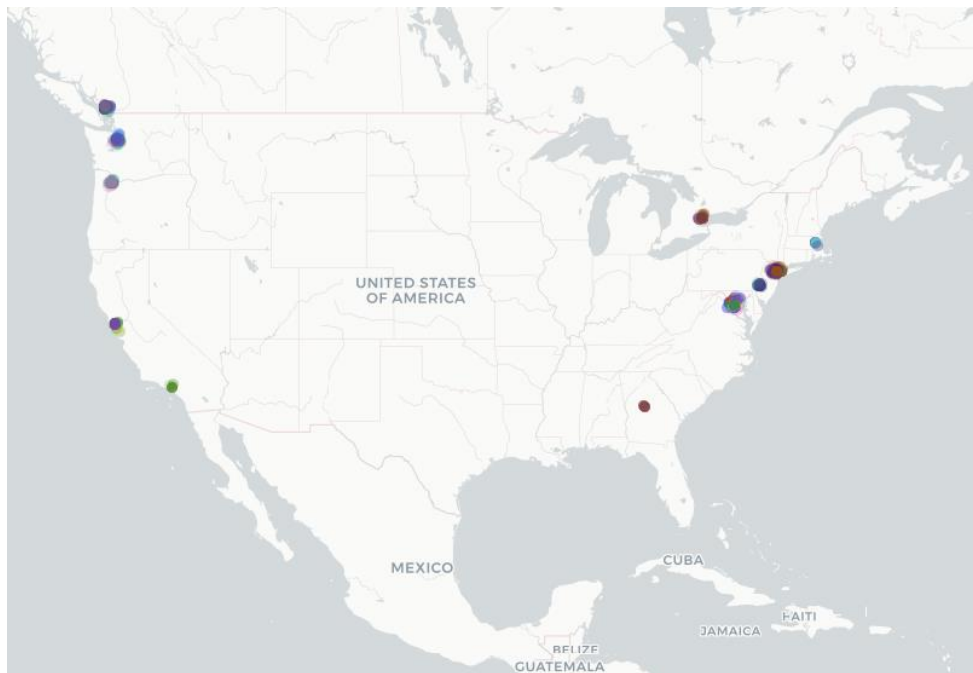 UNITED STATES
OF AMERICA
MEXICO
CUBA
HAITI
JAMAICA
BELIZE
GUATEMALA